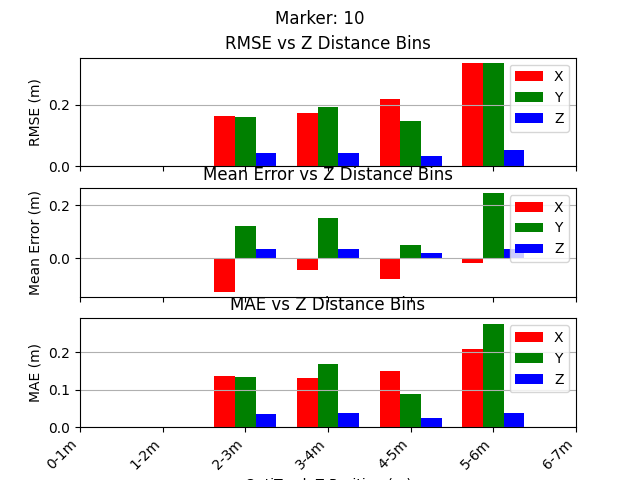 Marker: 10
RMSE vs Z Distance Bins
RMSE (m)
0.2
0.0
X
Y
Z
Mean Error vs Z Distance Bins
Mean Error (m)
0.2
0.0
X
Y
Z
MAE vs Z Distance Bins
MAE (m)
0.2
0.1
0.0
X
Y
Z
0-1m
1-2m
2-3m
3-4m
4-5m
5-6m
6-7m